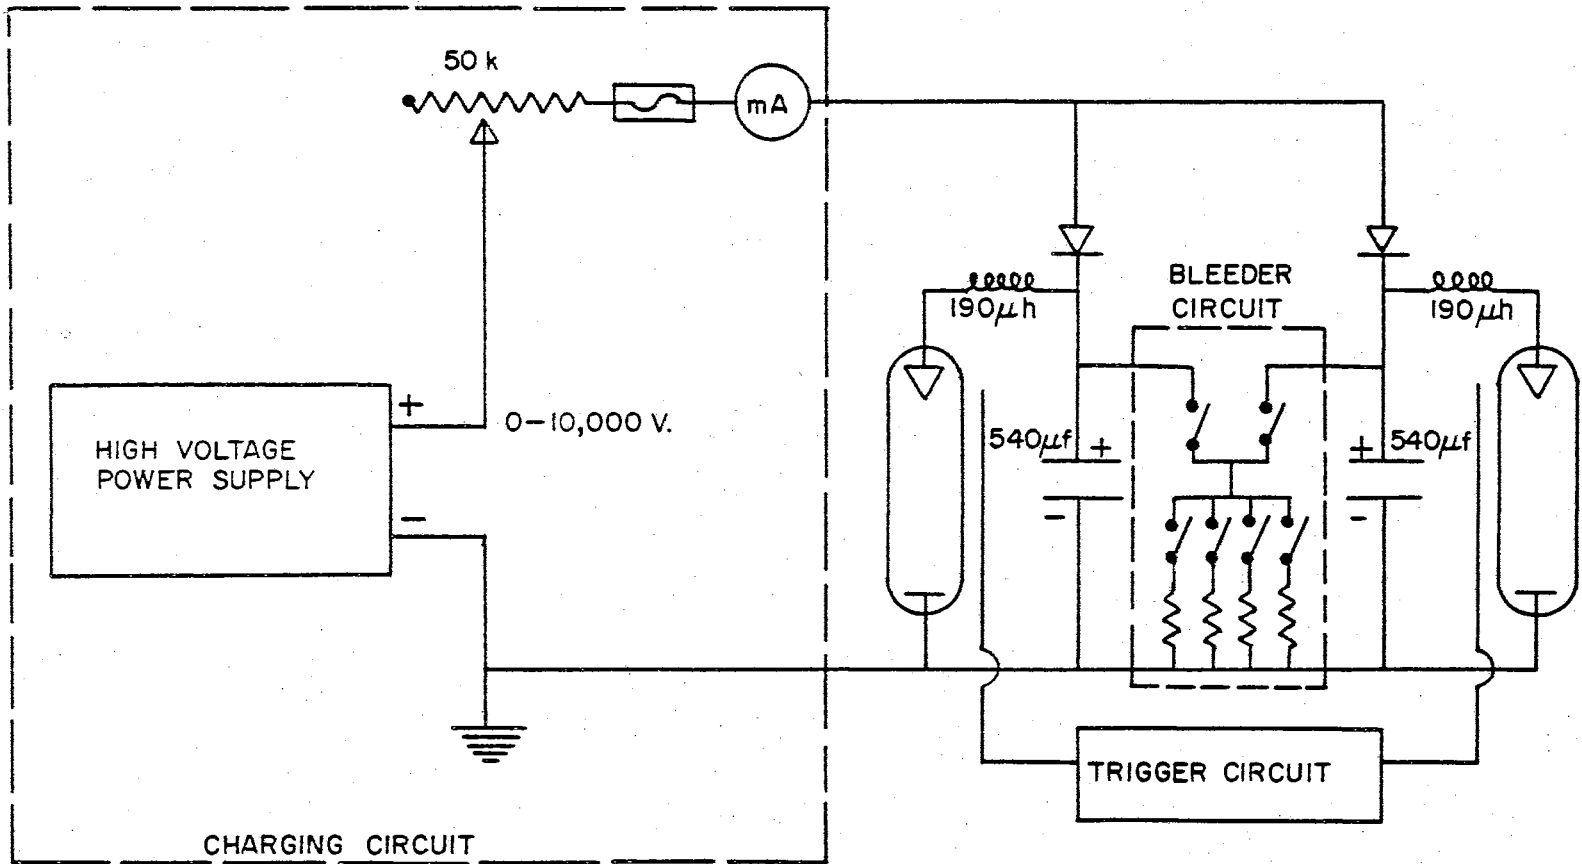 50 k
mA
BLEEDER
CIRCUIT
190μh
190μh
+
0-10,000 V.
HIGH VOLTAGE
POWER SUPPLY
540μf
+
+
540μf
-
-
-
TRIGGER CIRCUIT
CHARGING CIRCUIT